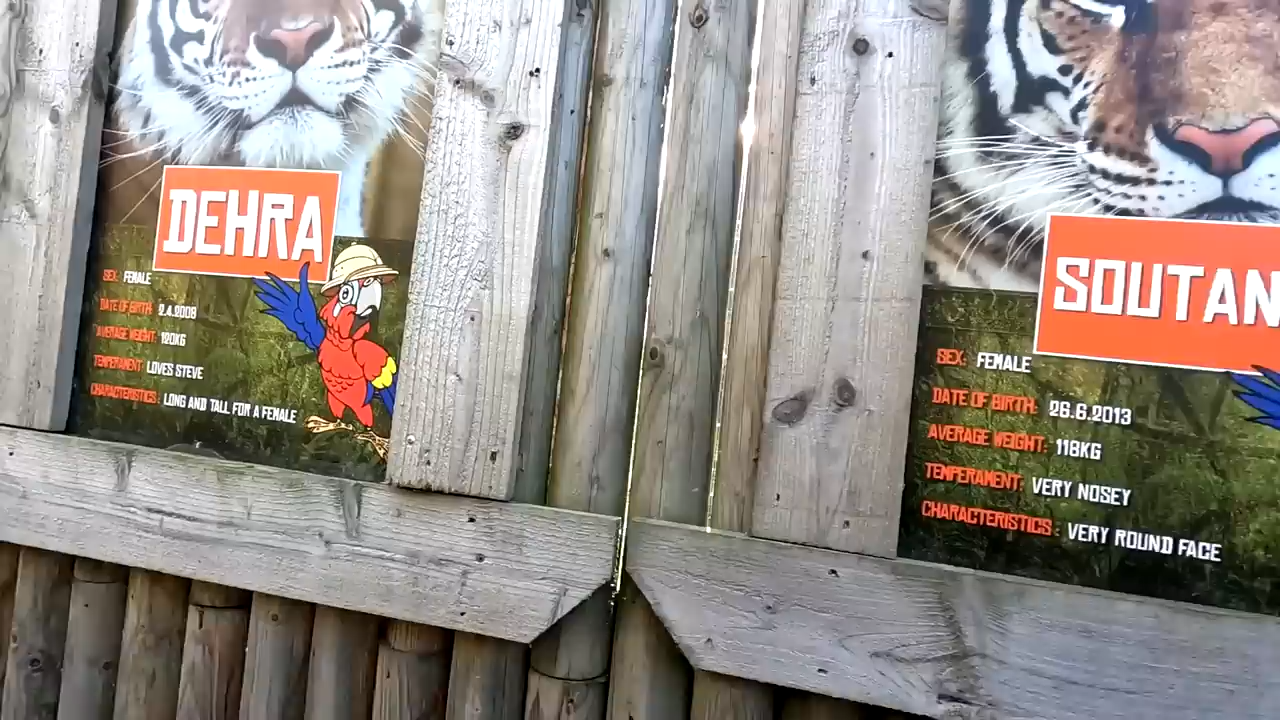 DEHRA
SEX: FEMALE
DATE OF BIRTH: 2.4.2008
AVERAGE WEIGHT: 120KG
TEMPERAMENT: LOVES STEVE
CHARACTERISTICS: LONG AND TALL FOR A FEMALE
SOUTAN
SEX: FEMALE
DATE OF BIRTH: 26.6.2013
AVERAGE WEIGHT: 118KG
TEMPERAMENT: VERY NOSEY
CHARACTERISTICS: VERY ROUND FACE